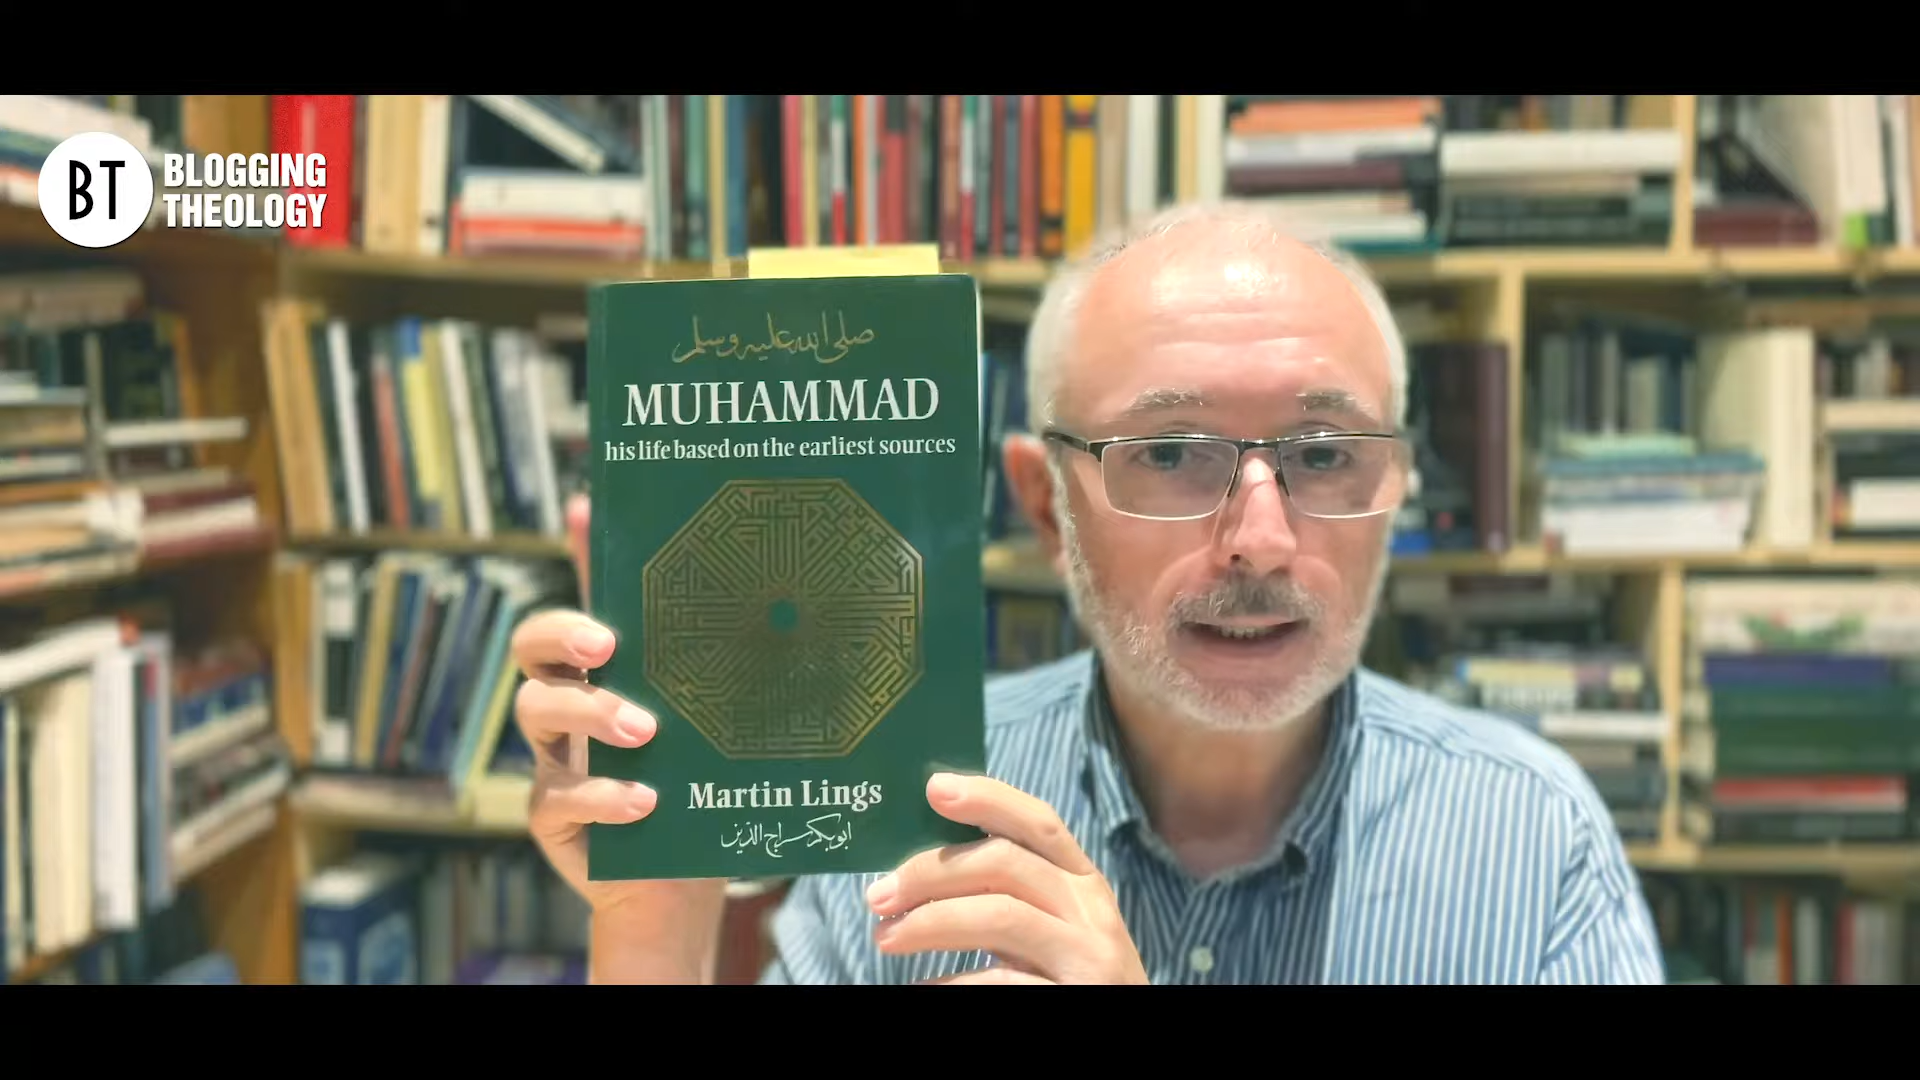 BT
BLOGGING
THEOLOGY
صلى الله عليه وسلم
MUHAMMAD
his life based on the earliest sources
Martin Lings
ابو بكر سراج الدين